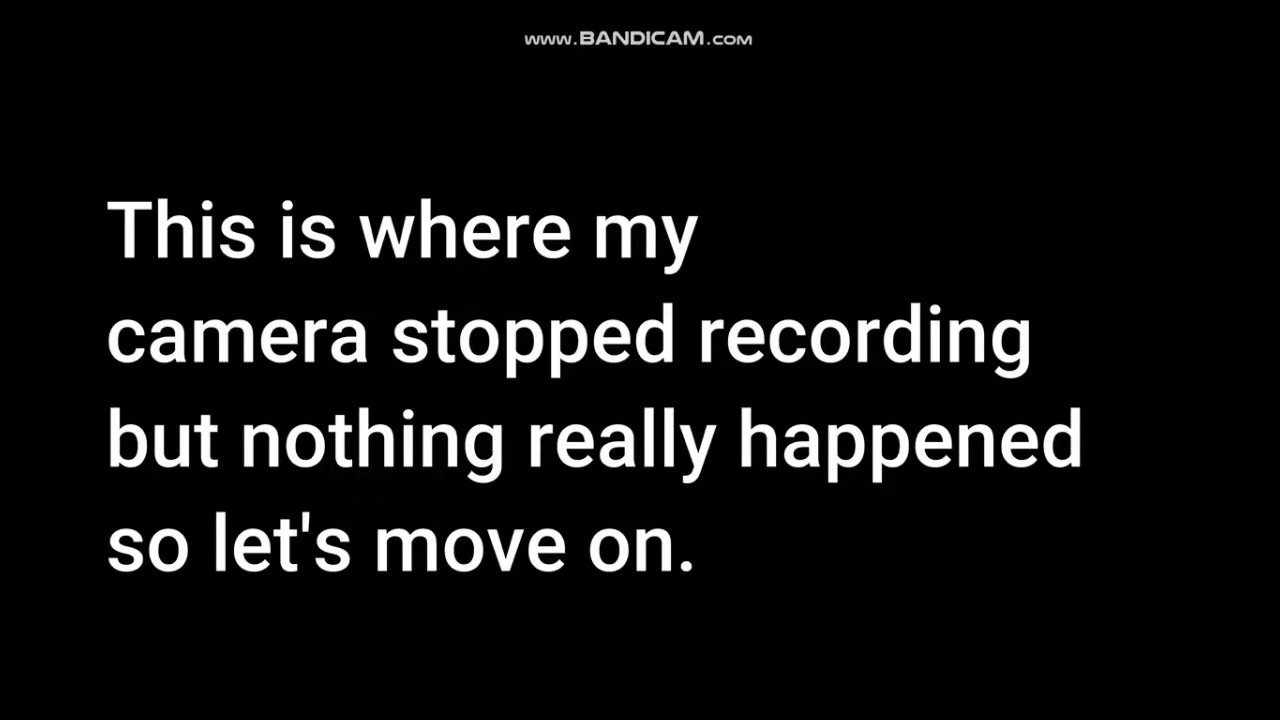 www.BANDICAM.com
This is where my
camera stopped recording
but nothing really happened
so let's move on.